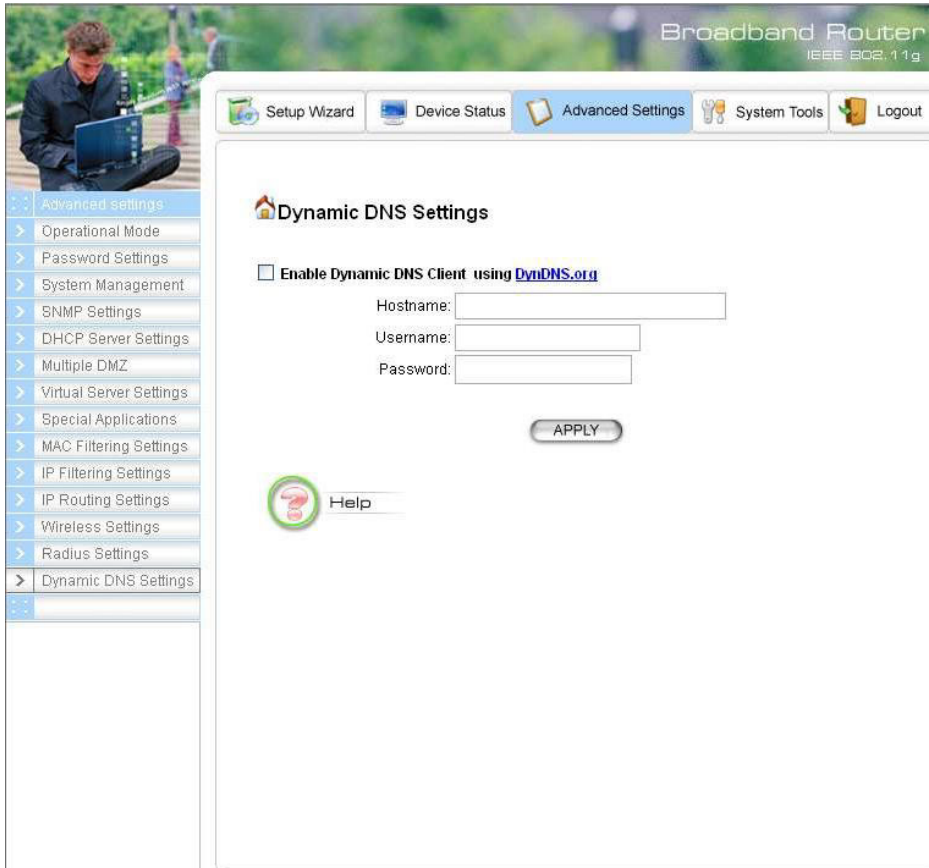 Broadband Router
IEEE 802.11g
Setup Wizard
Device Status
Advanced Settings
System Tools
Logout
Advanced settings
Operational Mode
Password Settings
System Management
SNMP Settings
DHCP Server Settings
Multiple DMZ
Virtual Server Settings
Special Applications
MAC Filtering Settings
IP Filtering Settings
IP Routing Settings
Wireless Settings
Radius Settings
Dynamic DNS Settings
Dynamic DNS Settings
Enable Dynamic DNS Client using DynDNS.org
Hostname:
Username:
Password:
APPLY
Help